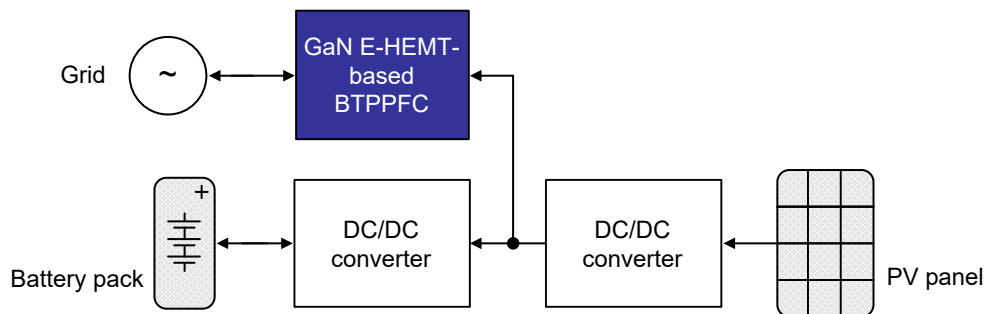 GaN E-HEMT-
based
BTPPFC
Grid
~
+
DC/DC
converter
DC/DC
converter
Battery pack
PV panel